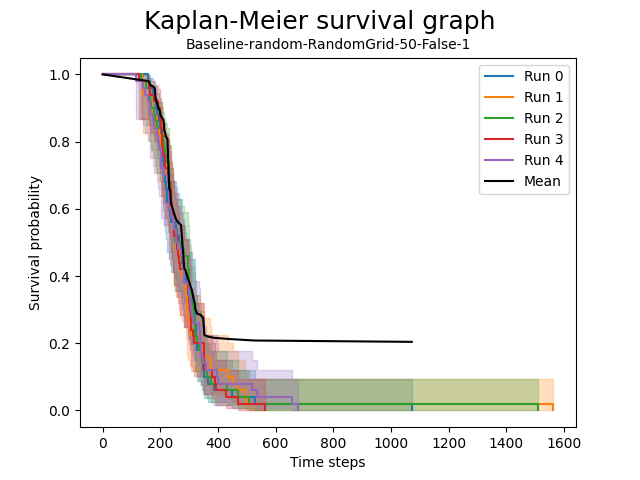 Kaplan-Meier survival graph
Baseline-random-RandomGrid-50-False-1
Survival probability
1.0
0.8
0.6
0.4
0.2
0.0
0
200
400
600
800
1000
1200
1400
1600
Time steps
Run 0
Run 1
Run 2
Run 3
Run 4
Mean